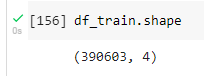 [156] df_train.shape
0s
(390603, 4)